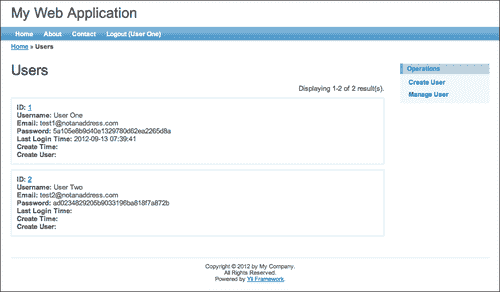 My Web Application
Home About Contact Logout (User One)
Home » Users
Users
Operations
Create User
Manage User
Displaying 1-2 of 2 result(s).
ID: 1
Username: User One
Email: test1@notanaddress.com
Password: 5a105e8b9d40e1329780d62ea2265d8a
Last Login Time: 2012-09-13 07:39:41
Create Time:
Create User:
ID: 2
Username: User Two
Email: test2@notanaddress.com
Password: ad0234829205b9033196ba818f7a872b
Last Login Time:
Create Time:
Create User:
Copyright © 2012 by My Company.
All Rights Reserved.
Powered by Yii Framework.